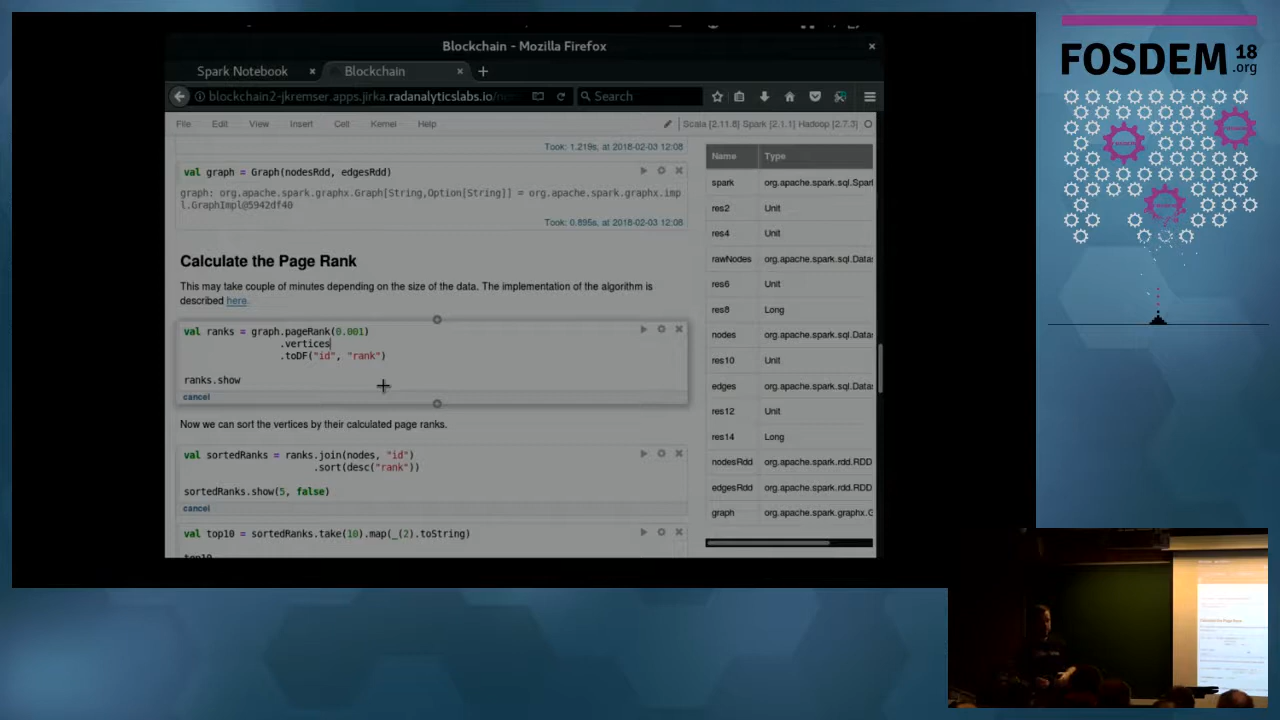 Blockchain - Mozilla Firefox
Spark Notebook
Blockchain
blockchain2-jkremser.apps.jirka.radanalyticslabs.io/
Search
File Edit View Insert Cell Kernel Help
Scala [2.11.8] Spark [2.1.1] Hadoop [2.7.3]
Took: 1.219s, at 2018-02-03 12:08
val graph = Graph(nodesRdd, edgesRdd)
graph: org.apache.spark.graphx.Graph[String,Option[String]] = org.apache.spark.graphx.imp
l.GraphImpl@5942df40
Took: 0.895s, at 2018-02-03 12:08
Calculate the Page Rank
This may take couple of minutes depending on the size of the data. The implementation of the algorithm is
described here.
val ranks = graph.pageRank(0.001)
.vertices
.toDF("id", "rank")
ranks.show
cancel
Now we can sort the vertices by their calculated page ranks.
val sortedRanks = ranks.join(nodes, "id")
.sort(desc("rank"))
sortedRanks.show(5, false)
cancel
val top10 = sortedRanks.take(10).map(_(2).toString)
top10
Name Type
spark org.apache.spark.sql.Spar
res2 Unit
res4 Unit
rawNodes org.apache.spark.sql.Data
res6 Unit
res8 Long
nodes org.apache.spark.sql.Data
res10 Unit
edges org.apache.spark.sql.Data
res12 Unit
res14 Long
nodesRdd org.apache.spark.rdd.RDD
edgesRdd org.apache.spark.rdd.RDD
graph org.apache.spark.graphx.G
FOSDEM 18
.org
Calculate the Page Rank